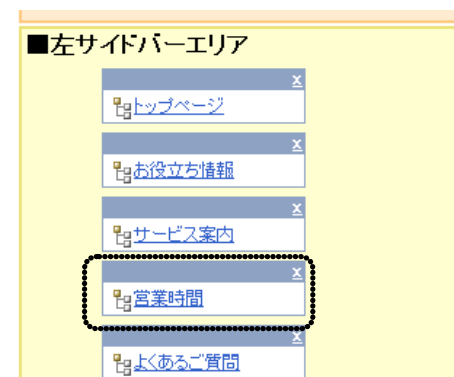 ■左サイドバーエリア
x
トップページ
x
お役立ち情報
x
サービス案内
x
営業時間
x
よくあるご質問